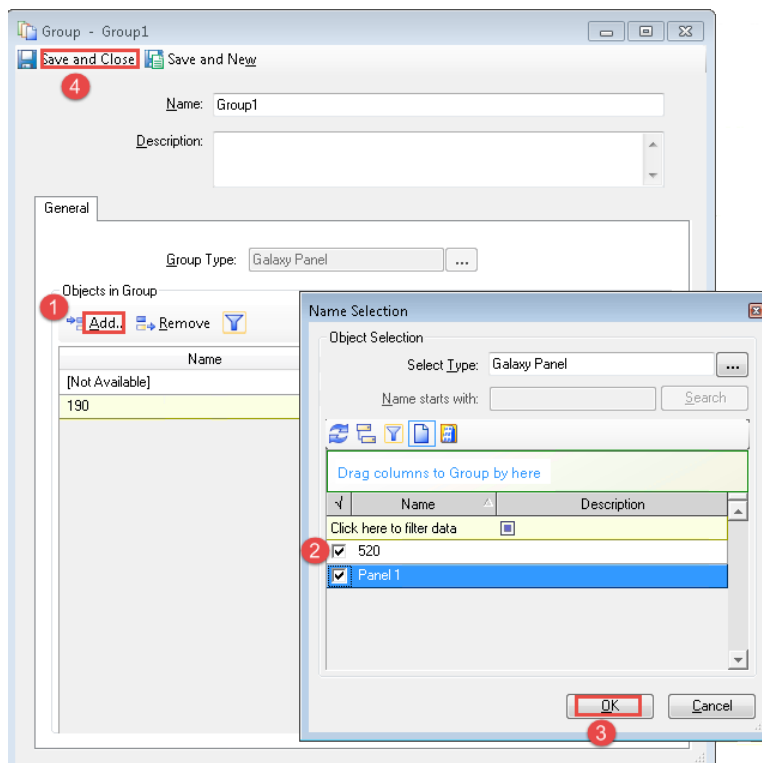 Group - Group1
Save and Close Save and New
4
Name: Group1
Description:
General
Group Type: Galaxy Panel ...
Objects in Group
1
Add.. Remove
Name
[Not Available]
190
Name Selection
Object Selection
Select Type: Galaxy Panel ...
Name starts with: Search
Drag columns to Group by here
√ Name Description
Click here to filter data
2 520
Panel 1
OK Cancel
3